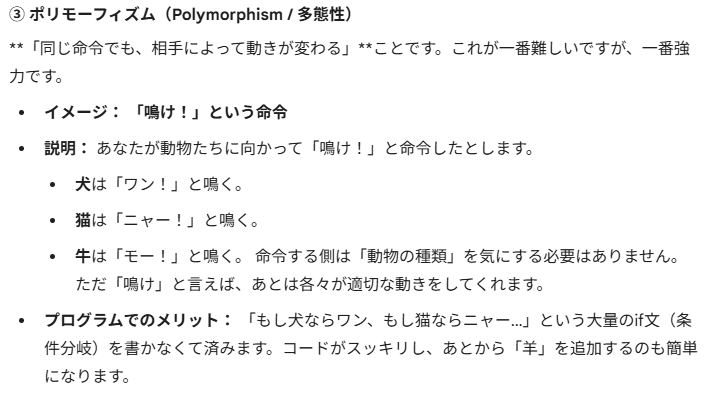 ③ ポリモーフィズム（Polymorphism / 多態性）
**「同じ命令でも、相手によって動きが変わる」**ことです。これが一番難しいですが、一番強
力です。
• イメージ： 「鳴け！」という命令
• 説明： あなたが動物たちに向かって「鳴け！」と命令したとします。
• 犬は「ワン！」と鳴く。
• 猫は「ニャー！」と鳴く。
• 牛は「モー！」と鳴く。 命令する側は「動物の種類」を気にする必要はありません。
ただ「鳴け」と言えば、あとは各々が適切な動きをしてくれます。
• プログラムでのメリット： 「もし犬ならワン、もし猫ならニャー...」という大量のif文（条
件分岐）を書かなくて済みます。コードがスッキリし、あとから「羊」を追加するのも簡単
になります。